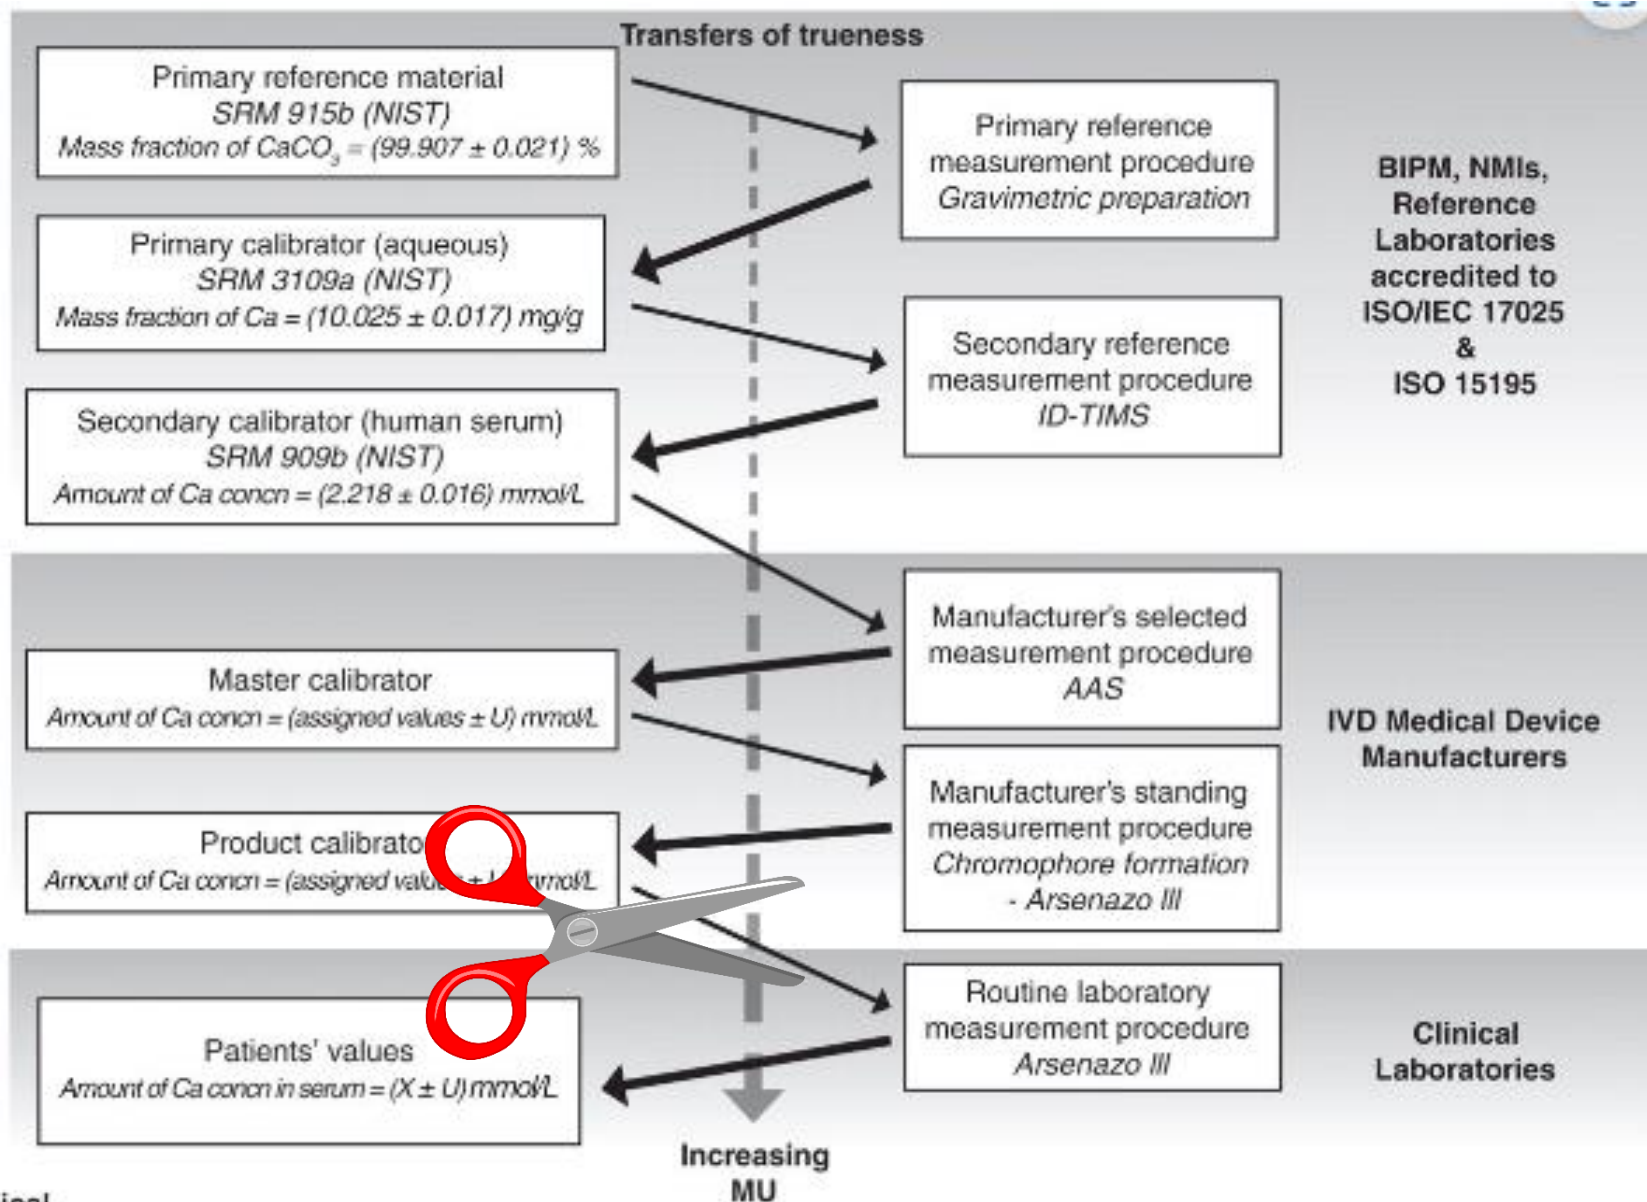 Transfers of trueness
Primary reference material
SRM 915b (NIST)
Mass fraction of CaCO₃ = (99.907 ± 0.021) %
Primary reference
measurement procedure
Gravimetric preparation
BIPM, NMIs,
Reference
Laboratories
accredited to
ISO/IEC 17025
&
ISO 15195
Primary calibrator (aqueous)
SRM 3109a (NIST)
Mass fraction of Ca = (10.025 ± 0.017) mg/g
Secondary reference
measurement procedure
ID-TIMS
Secondary calibrator (human serum)
SRM 909b (NIST)
Amount of Ca concn = (2.218 ± 0.016) mmol/L
Manufacturer's selected
measurement procedure
AAS
Master calibrator
Amount of Ca concn = (assigned values ± U) mmol/L
IVD Medical Device
Manufacturers
Manufacturer's standing
measurement procedure
Chromophore formation
- Arsenazo III
Product
Amount of Ca concn = (assigned ± mmol/L
Routine laboratory
measurement procedure
Arsenazo III
Clinical
Laboratories
Patients' values
Amount of Ca concn in serum = (X ± U) mmol/L
Increasing
MU